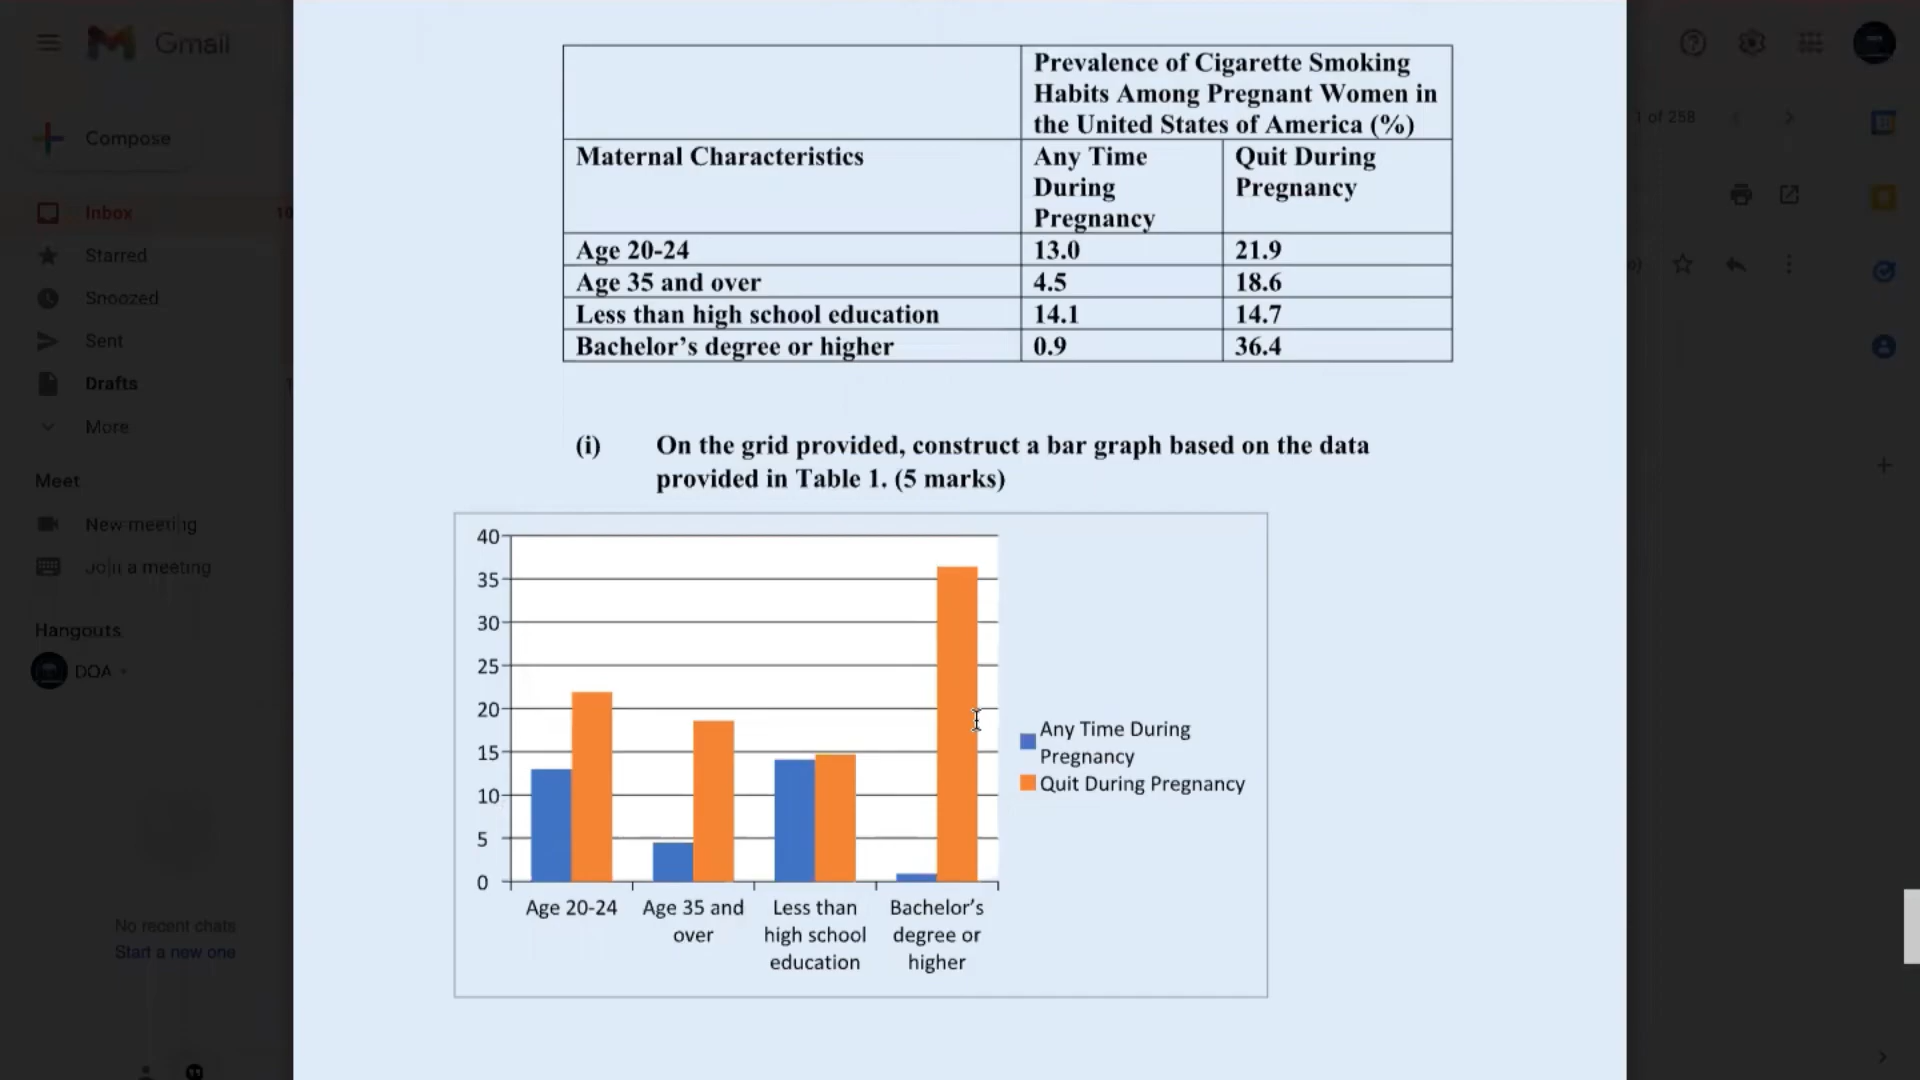 Gmail
Compose
Inbox
Starred
Snoozed
Sent
Drafts
More
Meet
New meeting
Join a meeting
Hangouts
DOA
No recent chats
Start a new one
1 of 258
Prevalence of Cigarette Smoking
Habits Among Pregnant Women in
the United States of America (%)
Maternal Characteristics
Any Time
During
Pregnancy
Quit During
Pregnancy
Age 20-24 13.0 21.9
Age 35 and over 4.5 18.6
Less than high school education 14.1 14.7
Bachelor’s degree or higher 0.9 36.4
(i) On the grid provided, construct a bar graph based on the data
provided in Table 1. (5 marks)
40
35
30
25
20
15
10
5
0
Age 20-24
Age 35 and
over
Less than
high school
education
Bachelor’s
degree or
higher
Any Time During
Pregnancy
Quit During Pregnancy